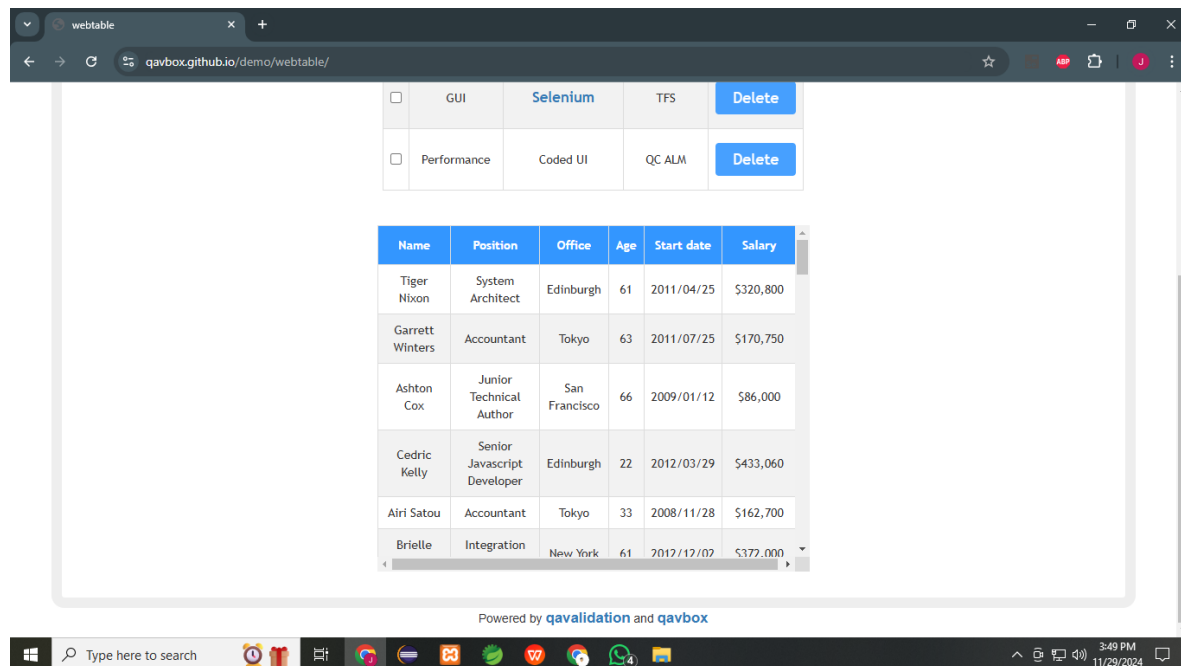 webtable
qavbox.github.io/demo/webtable/
ABP
J
GUI Selenium TFS Delete
Performance Coded UI QC ALM Delete
Name Position Office Age Start date Salary
Tiger Nixon System Architect Edinburgh 61 2011/04/25 $320,800
Garrett Winters Accountant Tokyo 63 2011/07/25 $170,750
Ashton Cox Junior Technical Author San Francisco 66 2009/01/12 $86,000
Cedric Kelly Senior Javascript Developer Edinburgh 22 2012/03/29 $433,060
Airi Satou Accountant Tokyo 33 2008/11/28 $162,700
Brielle Integration New York 61 2012/12/02 $372,000
Powered by qavalidation and qavbox
Type here to search
4
3:49 PM
11/29/2024